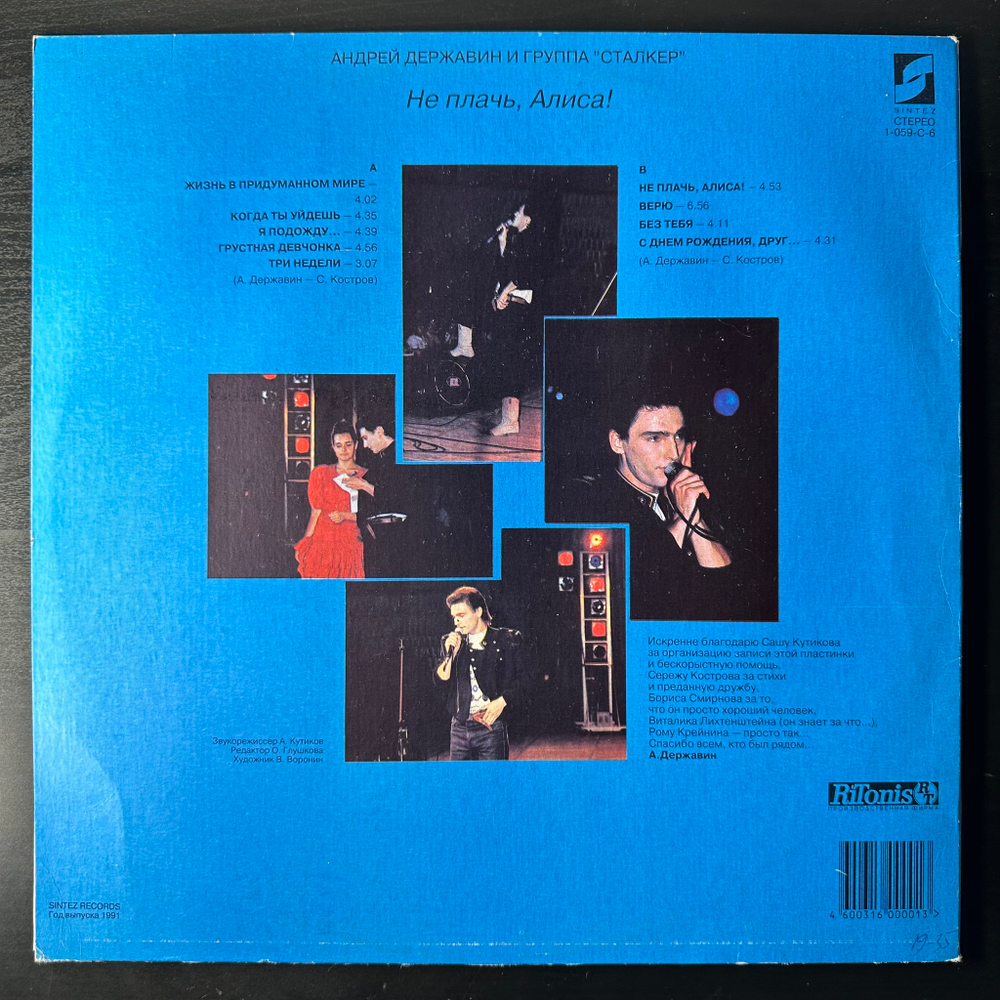 АНДРЕЙ ДЕРЖАВИН И ГРУППА "СТАЛКЕР"
Не плачь, Алиса!
SINTEZ
СТЕРЕО
1-059-С-6
А
ЖИЗНЬ В ПРИДУМАННОМ МИРЕ —
4.02
КОГДА ТЫ УЙДЕШЬ — 4.35
Я ПОДОЖДУ... — 4.39
ГРУСТНАЯ ДЕВЧОНКА — 4.56
ТРИ НЕДЕЛИ — 3.07
(А. Державин — С. Костров)
В
НЕ ПЛАЧЬ, АЛИСА! — 4.53
ВЕРЮ — 6.56
БЕЗ ТЕБЯ — 4.11
С ДНЕМ РОЖДЕНИЯ, ДРУГ... — 4.31
(А. Державин — С. Костров)
Искренне благодарю Сашу Кутикова
за организацию записи этой пластинки
и бескорыстную помощь,
Сережу Кострова за стихи
и преданную дружбу,
Бориса Смирнова за то,
что он просто хороший человек,
Виталика Лихтенштейна (он знает за что...),
Рому Крейнина — просто так...
Спасибо всем, кто был рядом...
А.Державин
Звукорежиссёр А. Кутиков
Редактор О. Глушкова
Художник В. Воронин
RiTonis RT
ПРОИЗВОДСТВЕННАЯ ФИРМА
SINTEZ RECORDS
Год выпуска 1991
4 600316 000013 >